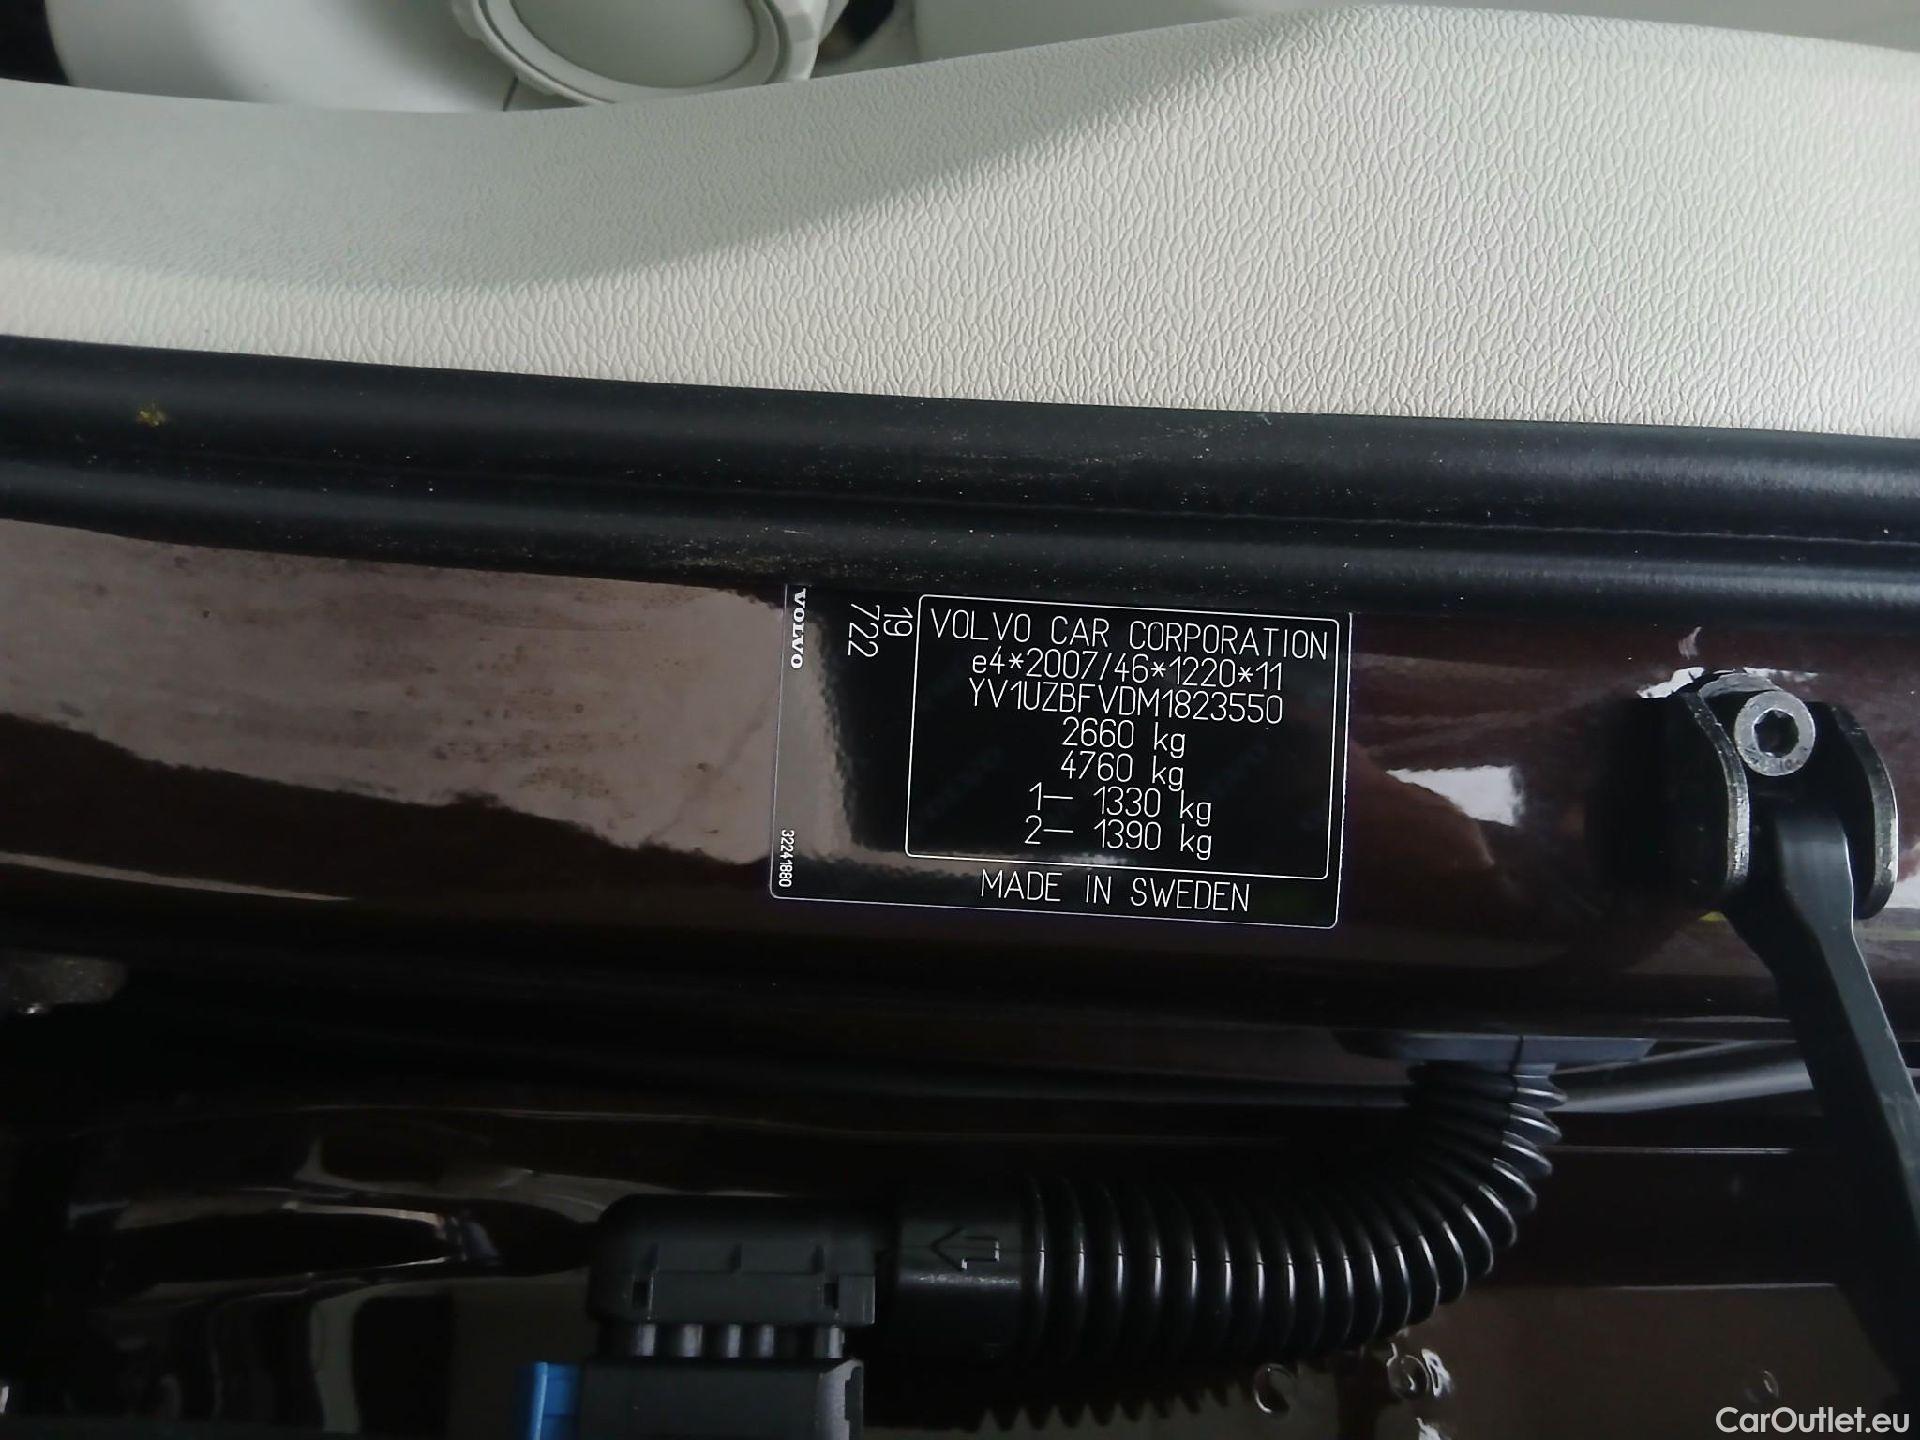 VOLVO
19
722
VOLVO CAR CORPORATION
e4*2007/46*1220*11
YV1UZBFVDM1823550
2660 kg
4760 kg
1— 1330 kg
2— 1390 kg
32241880
MADE IN SWEDEN
CarOutlet.eu